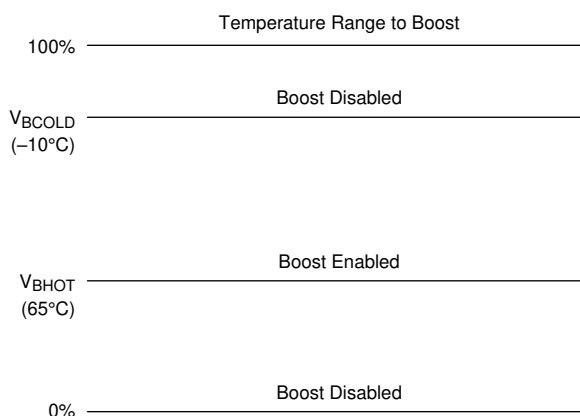 Temperature Range to Boost
100%
Boost Disabled
VBCOLD
(–10°C)
Boost Enabled
VBHOT
(65°C)
Boost Disabled
0%